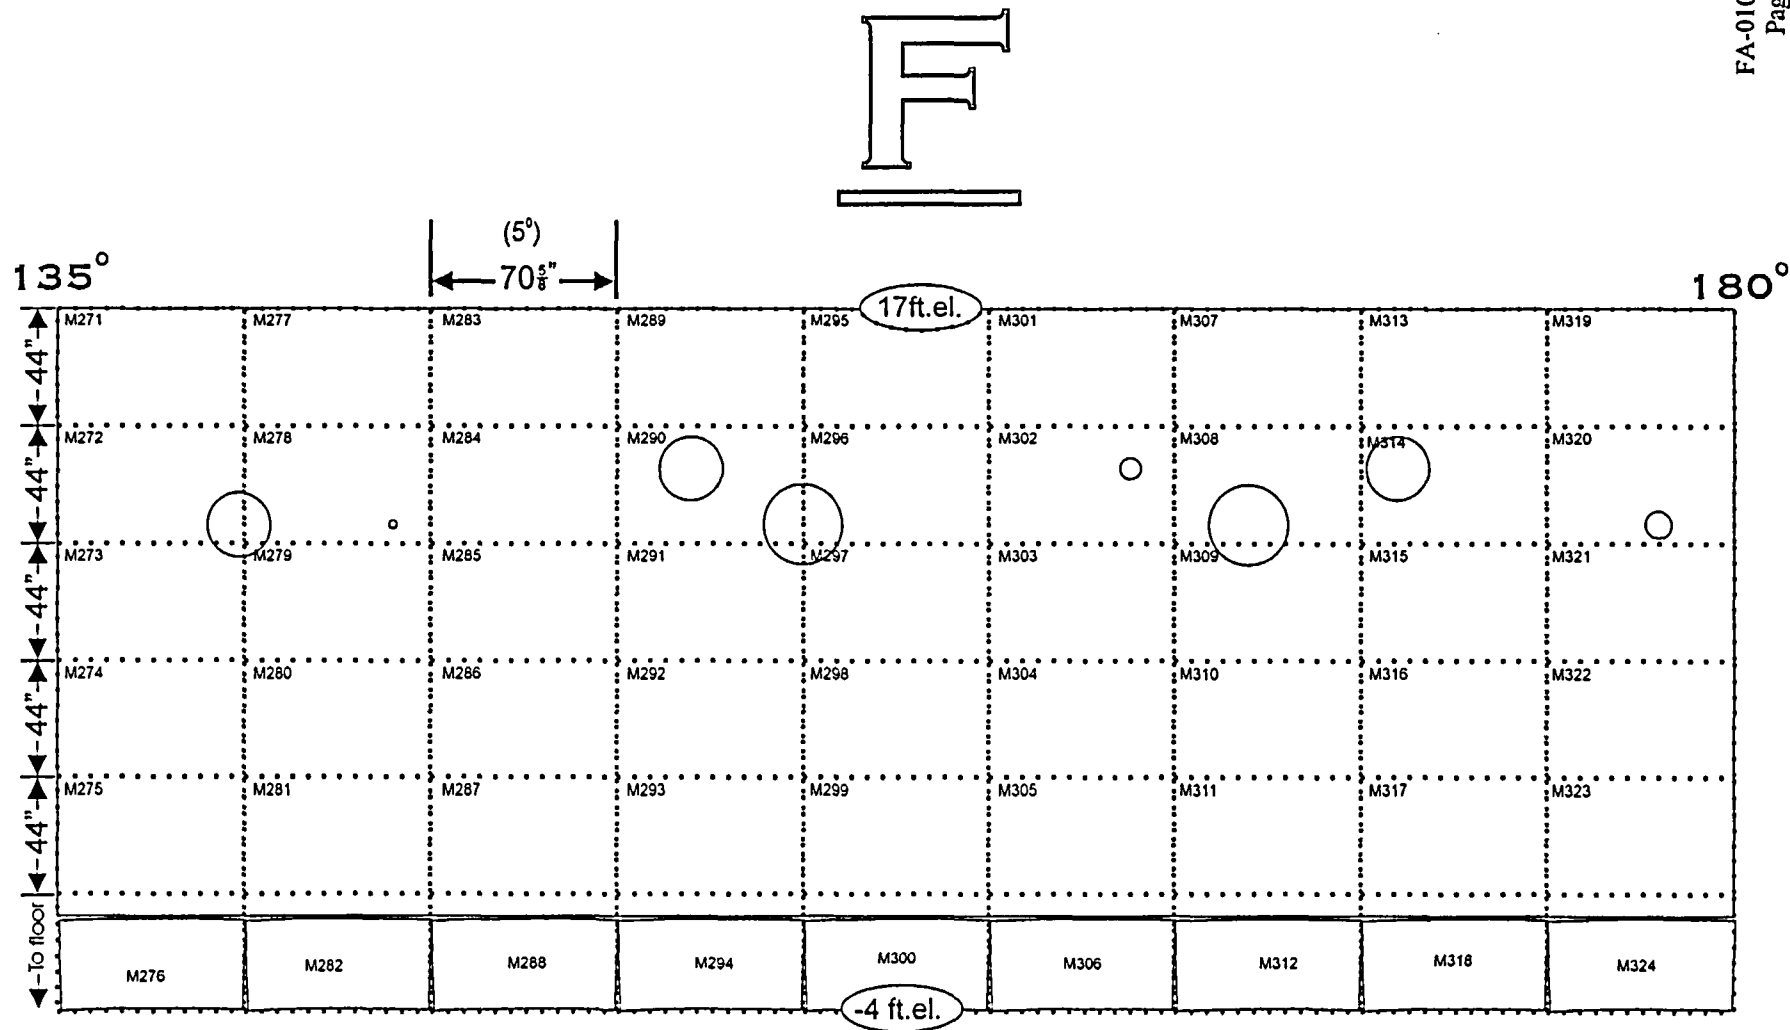 FA-010
Pag
F
(5°)
70⅝"
135°
180°
17ft.el.
M271 M277 M283 M289 M295 M301 M307 M313 M319
44"
M272 M278 M284 M290 M296 M302 M308 M314 M320
44"
M273 M279 M285 M291 M297 M303 M309 M315 M321
44"
M274 M280 M286 M292 M298 M304 M310 M316 M322
44"
M275 M281 M287 M293 M299 M305 M311 M317 M323
44"
To floor
M276 M282 M288 M294 M300 M306 M312 M318 M324
-4 ft.el.